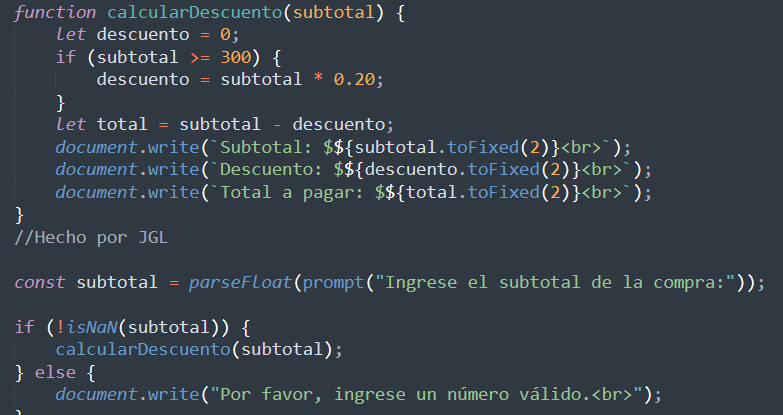 function calcularDescuento(subtotal) {
    let descuento = 0;
    if (subtotal >= 300) {
        descuento = subtotal * 0.20;
    }
    let total = subtotal - descuento;
    document.write(`Subtotal: $${subtotal.toFixed(2)}<br>`);
    document.write(`Descuento: $${descuento.toFixed(2)}<br>`);
    document.write(`Total a pagar: $${total.toFixed(2)}<br>`);
}
//Hecho por JGL

const subtotal = parseFloat(prompt("Ingrese el subtotal de la compra:"));

if (!isNaN(subtotal)) {
    calcularDescuento(subtotal);
} else {
    document.write("Por favor, ingrese un número válido.<br>");
}